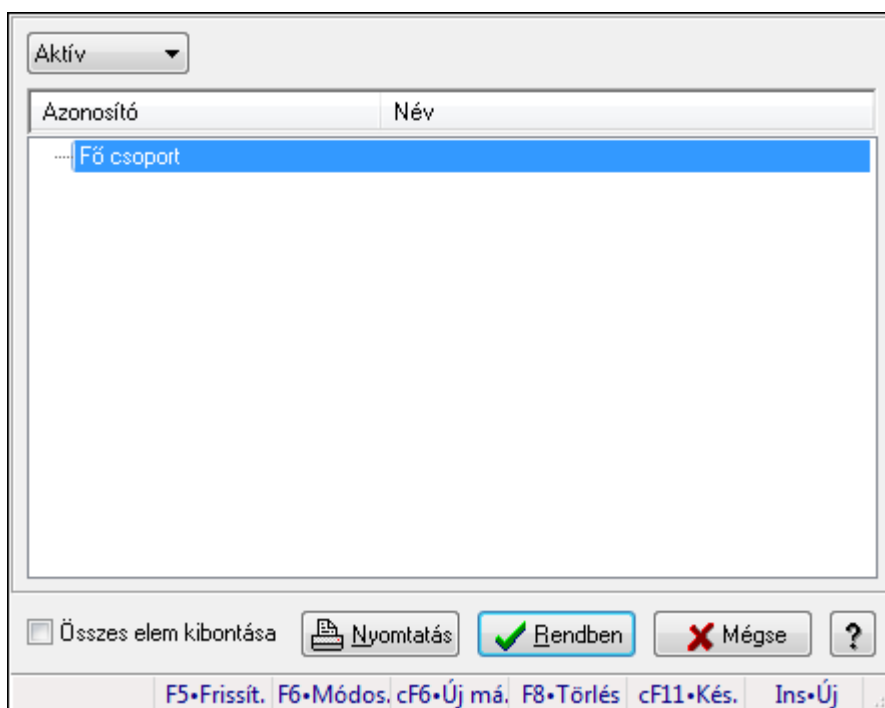 Aktív
Azonosító Név
Fő csoport
Összes elem kibontása Nyomtatás Rendben Mégse ?
F5•Frissít. F6•Módos. cF6•Új má. F8•Törlés cF11•Kés. Ins•Új